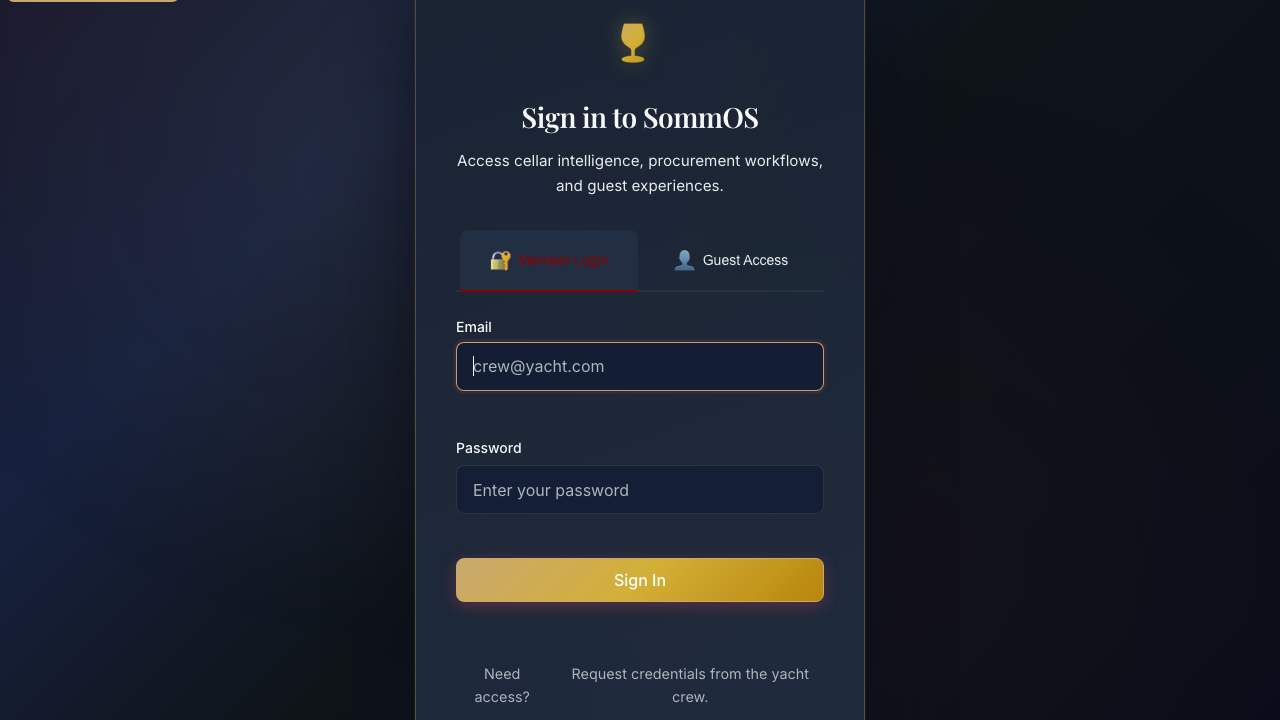 Sign in to SommOS
Access cellar intelligence, procurement workflows,
and guest experiences.
Member Login
Guest Access
Email
crew@yacht.com
Password
Enter your password
Sign In
Need
access?
Request credentials from the yacht
crew.